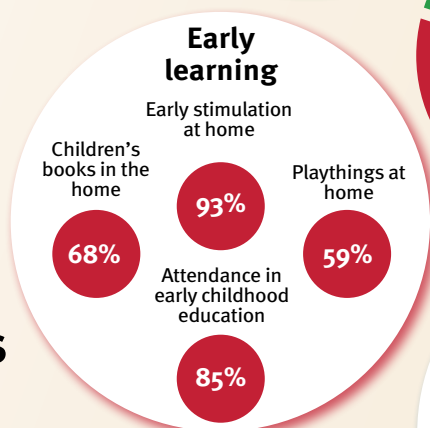 Early
learning
Early stimulation
at home
93%
Children's
books in the
home
68%
Playthings at
home
59%
Attendance in
early childhood
education
85%
s